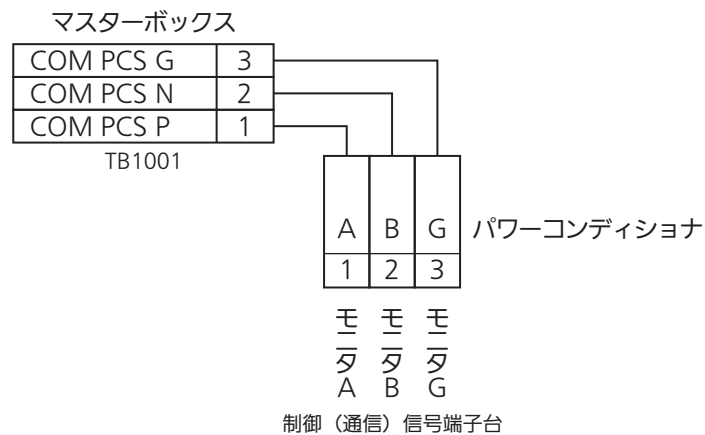 マスターボックス
COM PCS G 3
COM PCS N 2
COM PCS P 1
TB1001
A B G パワーコンディショナ
1 2 3
モニタA モニタB モニタG
制御（通信）信号端子台